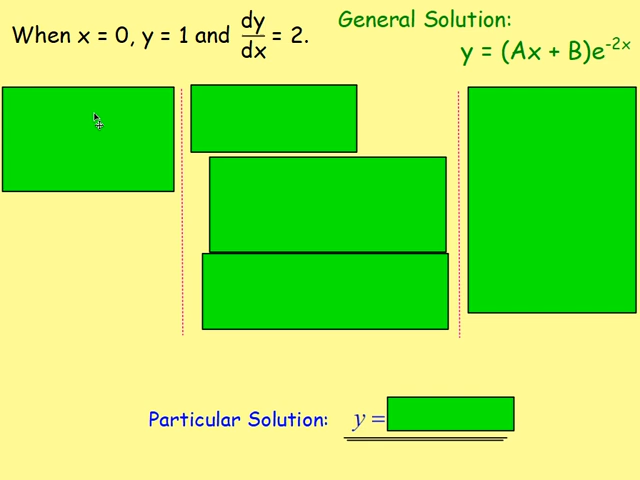 When x = 0, y = 1 and dy/dx = 2.
General Solution:
y = (Ax + B)e^-2x
Particular Solution: y =